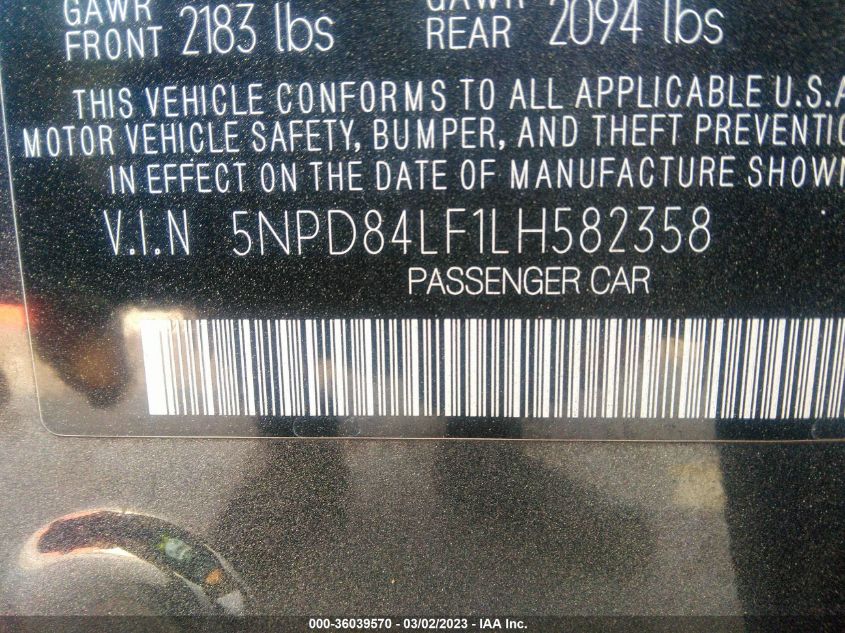 GAWR FRONT 2183 lbs GAWR REAR 2094 lbs
THIS VEHICLE CONFORMS TO ALL APPLICABLE U.S.A
MOTOR VEHICLE SAFETY, BUMPER, AND THEFT PREVENTIO
IN EFFECT ON THE DATE OF MANUFACTURE SHOWN
V.I.N 5NPD84LF1LH582358
PASSENGER CAR
000-36039570 - 03/02/2023 - IAA Inc.